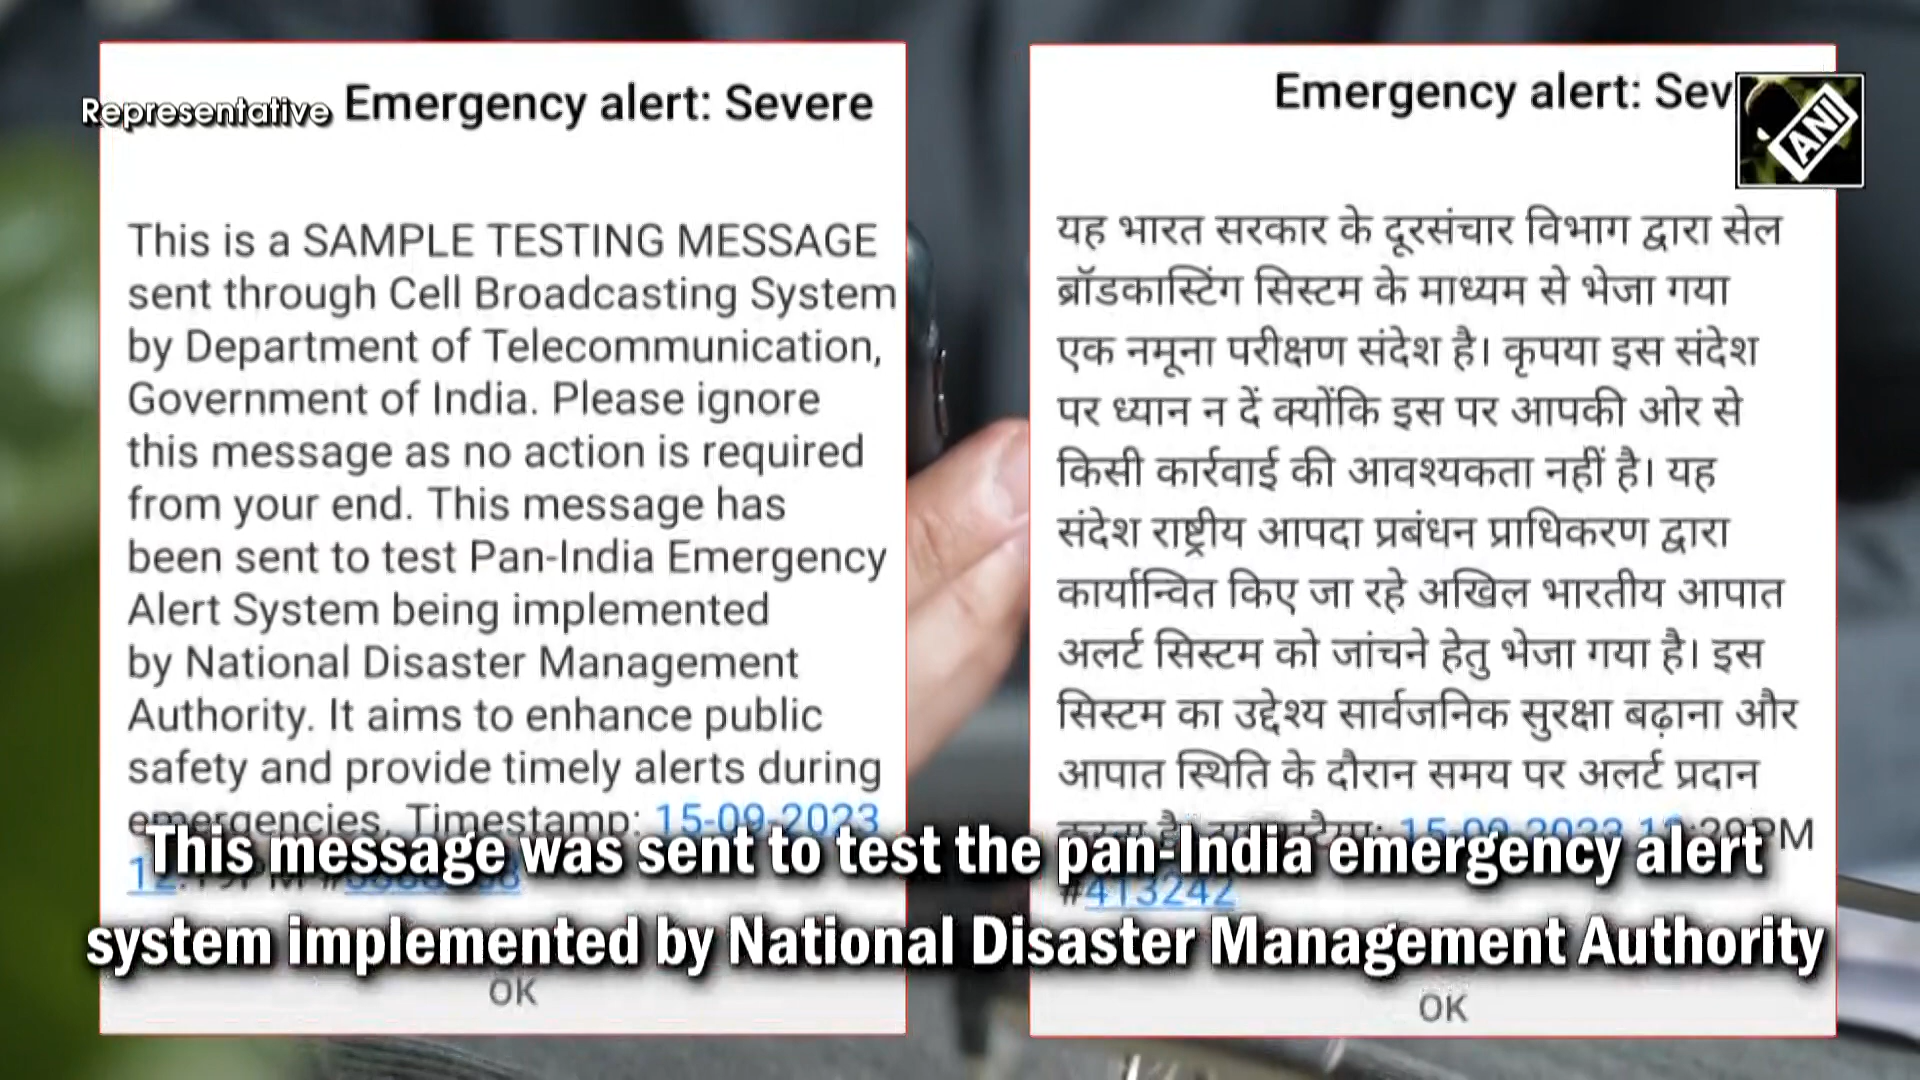 Representative
Emergency alert: Severe
This is a SAMPLE TESTING MESSAGE
sent through Cell Broadcasting System
by Department of Telecommunication,
Government of India. Please ignore
this message as no action is required
from your end. This message has
been sent to test Pan-India Emergency
Alert System being implemented
by National Disaster Management
Authority. It aims to enhance public
safety and provide timely alerts during
emergencies. Timestamp: 15-09-2023
OK
Emergency alert: Sev
ANI
यह भारत सरकार के दूरसंचार विभाग द्वारा सेल
ब्रॉडकास्टिंग सिस्टम के माध्यम से भेजा गया
एक नमूना परीक्षण संदेश है। कृपया इस संदेश
पर ध्यान न दें क्योंकि इस पर आपकी ओर से
किसी कार्रवाई की आवश्यकता नहीं है। यह
संदेश राष्ट्रीय आपदा प्रबंधन प्राधिकरण द्वारा
कार्यान्वित किए जा रहे अखिल भारतीय आपात
अलर्ट सिस्टम को जांचने हेतु भेजा गया है। इस
सिस्टम का उद्देश्य सार्वजनिक सुरक्षा बढ़ाना और
आपात स्थिति के दौरान समय पर अलर्ट प्रदान
#413242
OK
This message was sent to test the pan-India emergency alert
system implemented by National Disaster Management Authority